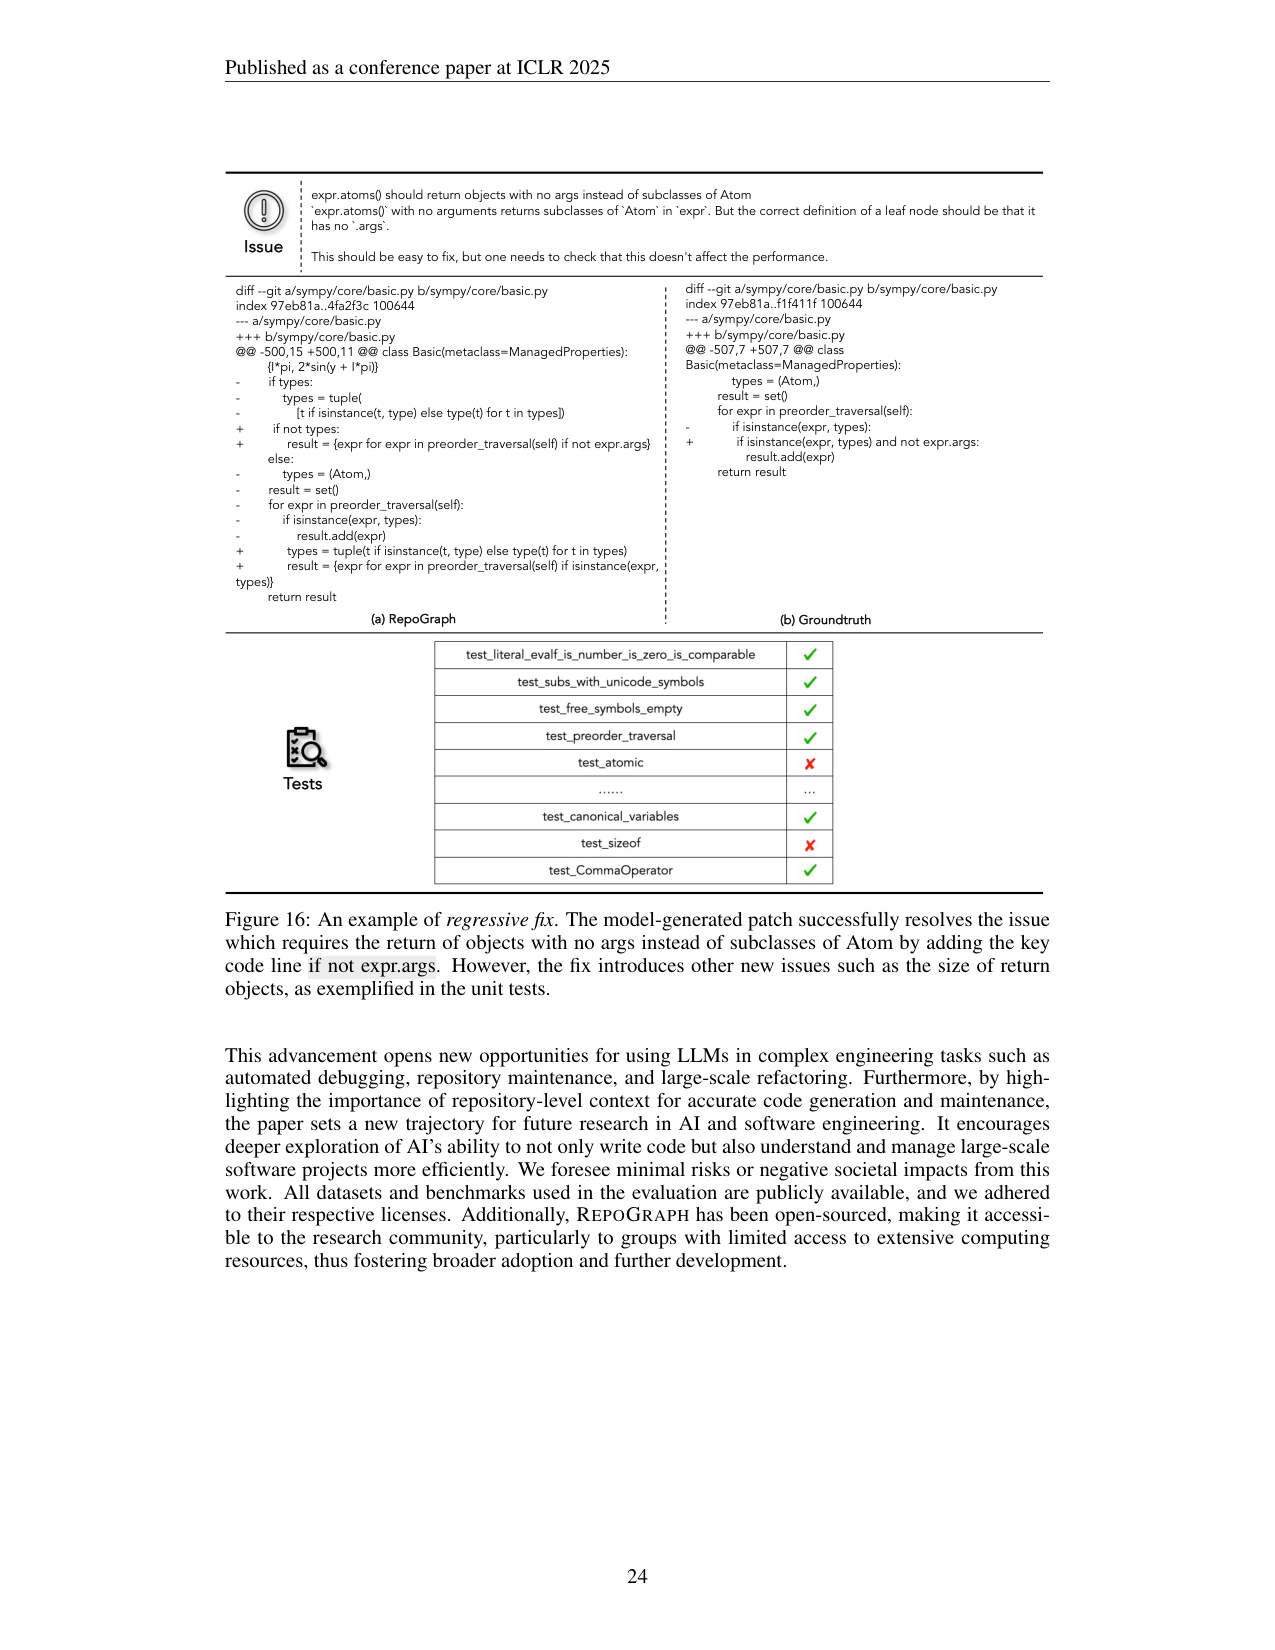 Published as a conference paper at ICLR 2025
expr.atoms() should return objects with no args instead of subclasses of Atom
`expr.atoms()` with no arguments returns subclasses of `Atom` in `expr`. But the correct definition of a leaf node should be that it
has no `.args`.
This should be easy to fix, but one needs to check that this doesn't affect the performance.
Issue
diff --git a/sympy/core/basic.py b/sympy/core/basic.py
index 97eb81a..4fa2f3c 100644
--- a/sympy/core/basic.py
+++ b/sympy/core/basic.py
@@ -500,15 +500,11 @@ class Basic(metaclass=ManagedProperties):
{I*pi, 2*sin(y + I*pi)}
- if types:
- types = tuple(
- [t if isinstance(t, type) else type(t) for t in types])
+ if not types:
+ result = {expr for expr in preorder_traversal(self) if not expr.args}
else:
- types = (Atom,)
- result = set()
- for expr in preorder_traversal(self):
- if isinstance(expr, types):
- result.add(expr)
+ types = tuple(t if isinstance(t, type) else type(t) for t in types)
+ result = {expr for expr in preorder_traversal(self) if isinstance(expr,
types)}
return result
(a) RepoGraph
diff --git a/sympy/core/basic.py b/sympy/core/basic.py
index 97eb81a..f1f411f 100644
--- a/sympy/core/basic.py
+++ b/sympy/core/basic.py
@@ -507,7 +507,7 @@ class
Basic(metaclass=ManagedProperties):
types = (Atom,)
result = set()
for expr in preorder_traversal(self):
- if isinstance(expr, types):
+ if isinstance(expr, types) and not expr.args:
result.add(expr)
return result
(b) Groundtruth
Tests
test_literal_evalf_is_number_is_zero_is_comparable ✓
test_subs_with_unicode_symbols ✓
test_free_symbols_empty ✓
test_preorder_traversal ✓
test_atomic ✘
...... ...
test_canonical_variables ✓
test_sizeof ✘
test_CommaOperator ✓
Figure 16: An example of regressive fix. The model-generated patch successfully resolves the issue
which requires the return of objects with no args instead of subclasses of Atom by adding the key
code line if not expr.args. However, the fix introduces other new issues such as the size of return
objects, as exemplified in the unit tests.
This advancement opens new opportunities for using LLMs in complex engineering tasks such as
automated debugging, repository maintenance, and large-scale refactoring. Furthermore, by high-
lighting the importance of repository-level context for accurate code generation and maintenance,
the paper sets a new trajectory for future research in AI and software engineering. It encourages
deeper exploration of AI's ability to not only write code but also understand and manage large-scale
software projects more efficiently. We foresee minimal risks or negative societal impacts from this
work. All datasets and benchmarks used in the evaluation are publicly available, and we adhered
to their respective licenses. Additionally, REPOGRAPH has been open-sourced, making it accessi-
ble to the research community, particularly to groups with limited access to extensive computing
resources, thus fostering broader adoption and further development.
24